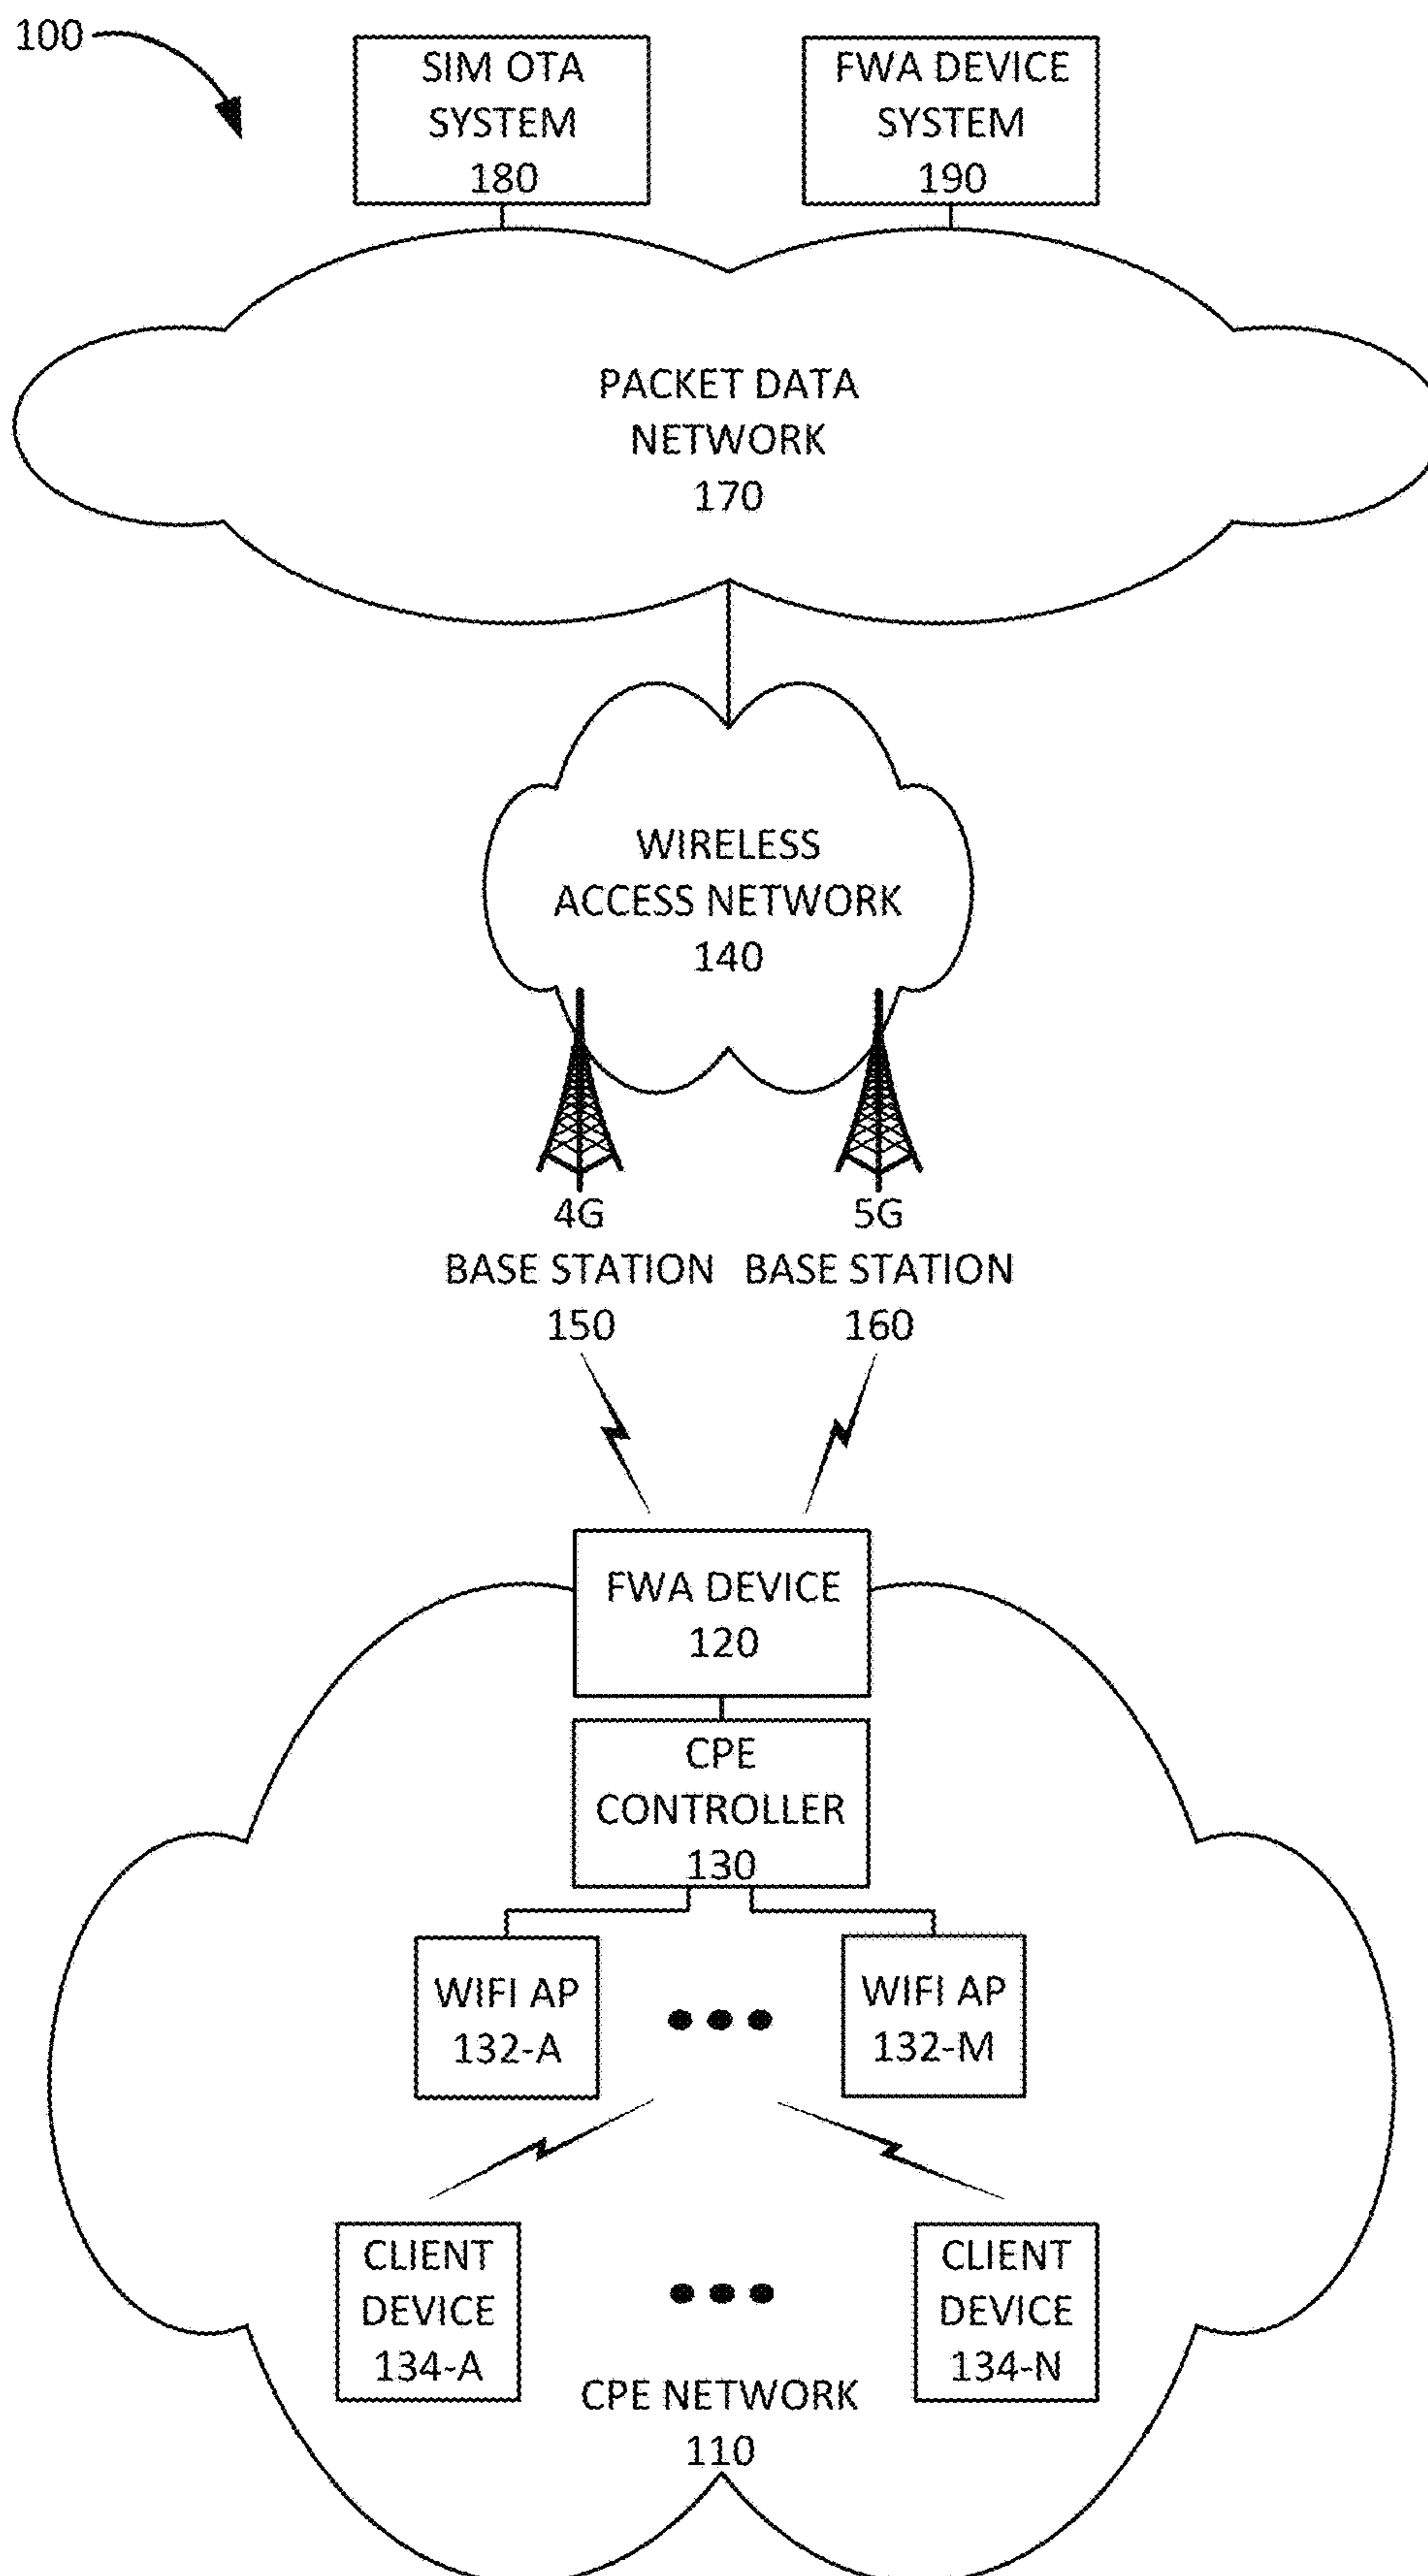 100
SIM OTA
SYSTEM
180
FWA DEVICE
SYSTEM
190
PACKET DATA
NETWORK
170
WIRELESS
ACCESS NETWORK
140
4G
BASE STATION
150
5G
BASE STATION
160
FWA DEVICE
120
CPE
CONTROLLER
130
WIFI AP
132-A
WIFI AP
132-M
CLIENT
DEVICE
134-A
CLIENT
DEVICE
134-N
CPE NETWORK
110